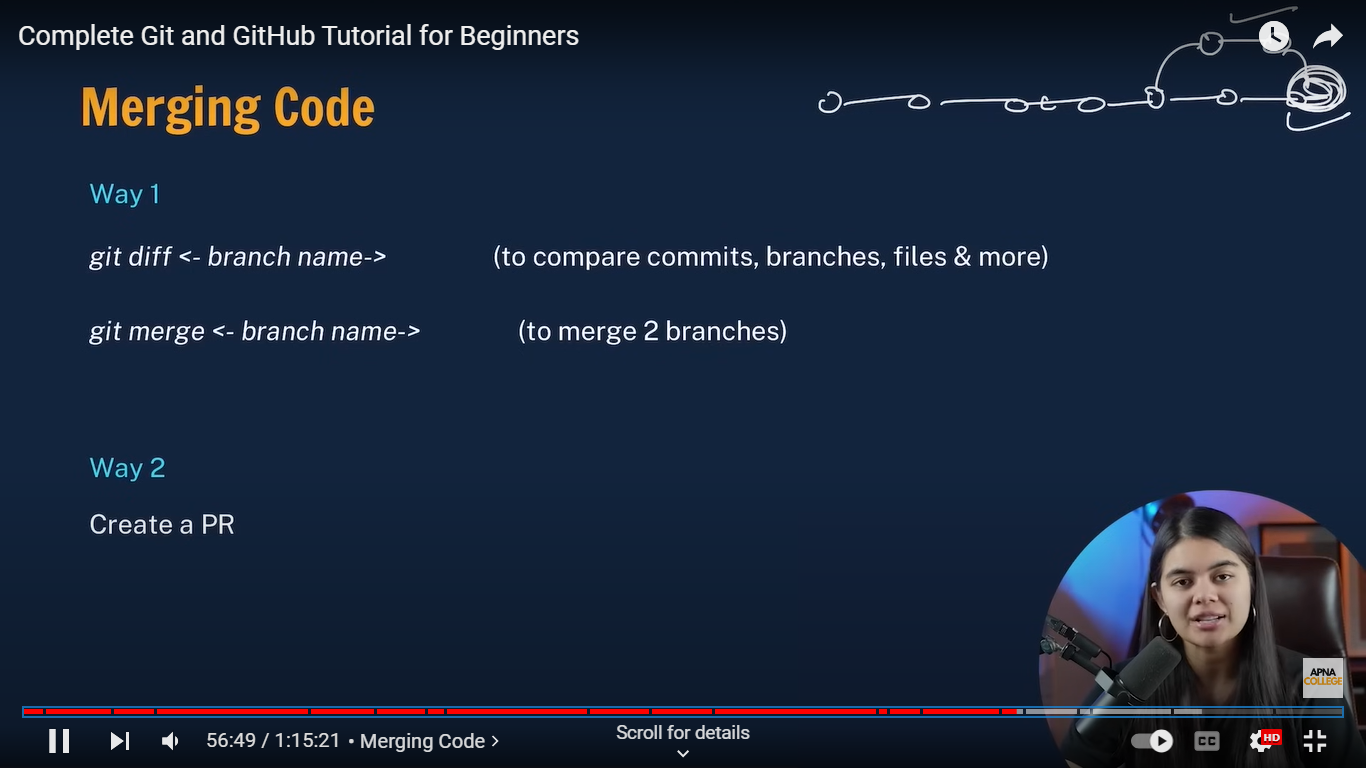 Complete Git and GitHub Tutorial for Beginners
Merging Code
Way 1
git diff <- branch name-> (to compare commits, branches, files & more)
git merge <- branch name-> (to merge 2 branches)
Way 2
Create a PR
APNA
COLLEGE
Scroll for details
56:49 / 1:15:21 • Merging Code >
CC
HD